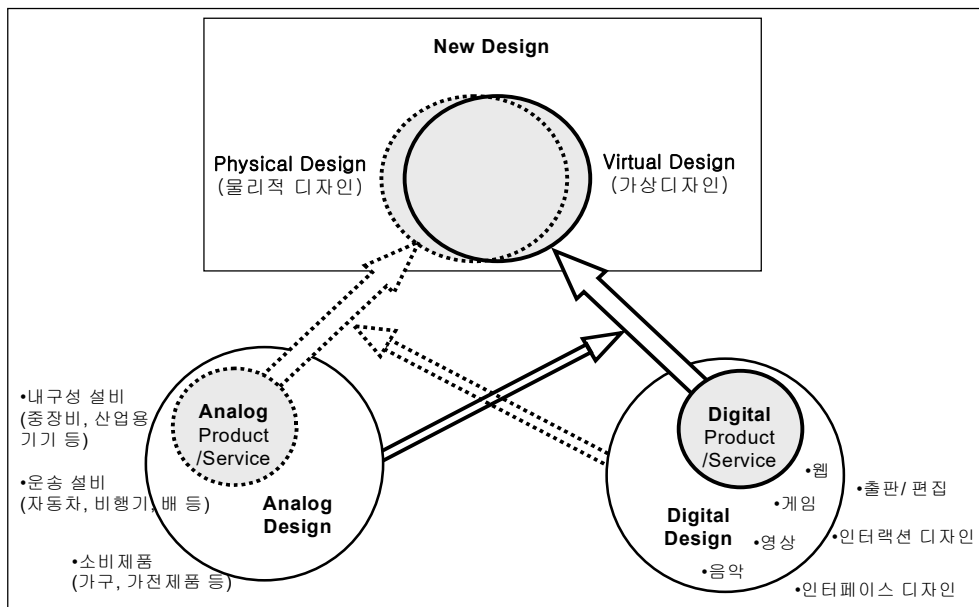 New Design
Physical Design
(물리적 디자인)
Virtual Design
(가상디자인)
•내구성 설비
(중장비, 산업용
기기 등)
•운송 설비
(자동차, 비행기, 배 등)
•소비제품
(가구, 가전제품 등)
Analog
Product
/Service
Analog
Design
Digital
Product
/Service
Digital
Design
•웹
•게임
•영상
•음악
•출판/ 편집
•인터랙션 디자인
•인터페이스 디자인